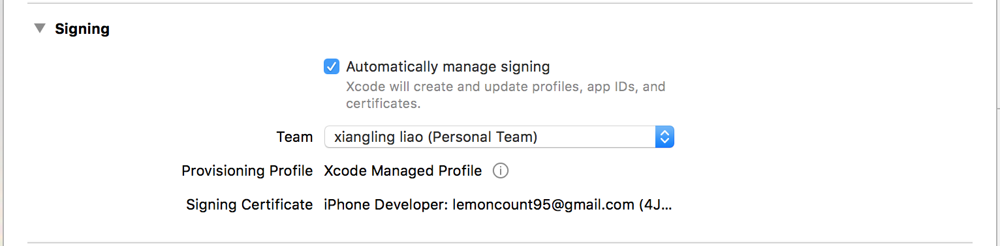 Signing
Automatically manage signing
Xcode will create and update profiles, app IDs, and
certificates.
Team xiangling liao (Personal Team)
Provisioning Profile Xcode Managed Profile
Signing Certificate iPhone Developer: lemoncount95@gmail.com (4J...